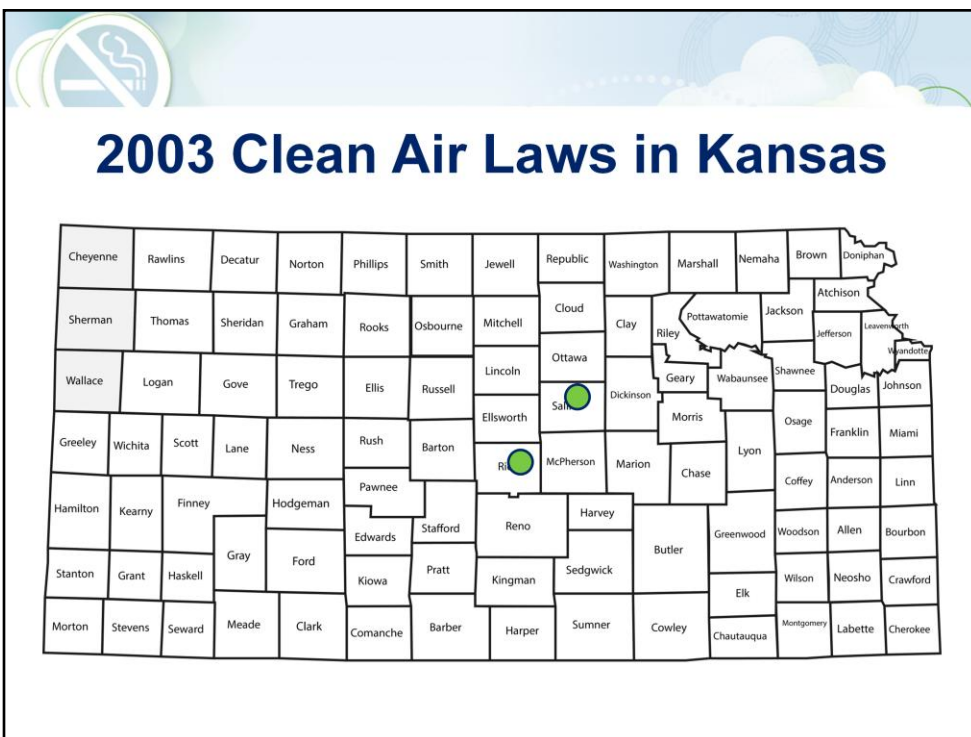 2003 Clean Air Laws in Kansas
Cheyenne Rawlins Decatur Norton Phillips Smith Jewell Republic Washington Marshall Nemaha Brown Doniphan
Atchison
Sherman Thomas Sheridan Graham Rooks Osbourne Mitchell Cloud Clay Riley Pottawatomie Jackson Jefferson Leavenworth
Wyandotte
Ottawa
Wallace Logan Gove Trego Ellis Russell Lincoln Dickinson Geary Wabaunsee Shawnee Douglas Johnson
Ellsworth Sali Morris
Greeley Wichita Scott Lane Ness Rush Barton Ri McPherson Marion Chase Lyon Osage Franklin Miami
Pawnee
Hamilton Kearny Finney Hodgeman Edwards Stafford Reno Harvey Coffey Anderson Linn
Gray Ford Butler Greenwood Woodson Allen Bourbon
Stanton Grant Haskell Kiowa Pratt Kingman Sedgwick Elk Wilson Neosho Crawford
Morton Stevens Seward Meade Clark Comanche Barber Harper Sumner Cowley Chautauqua Montgomery Labette Cherokee